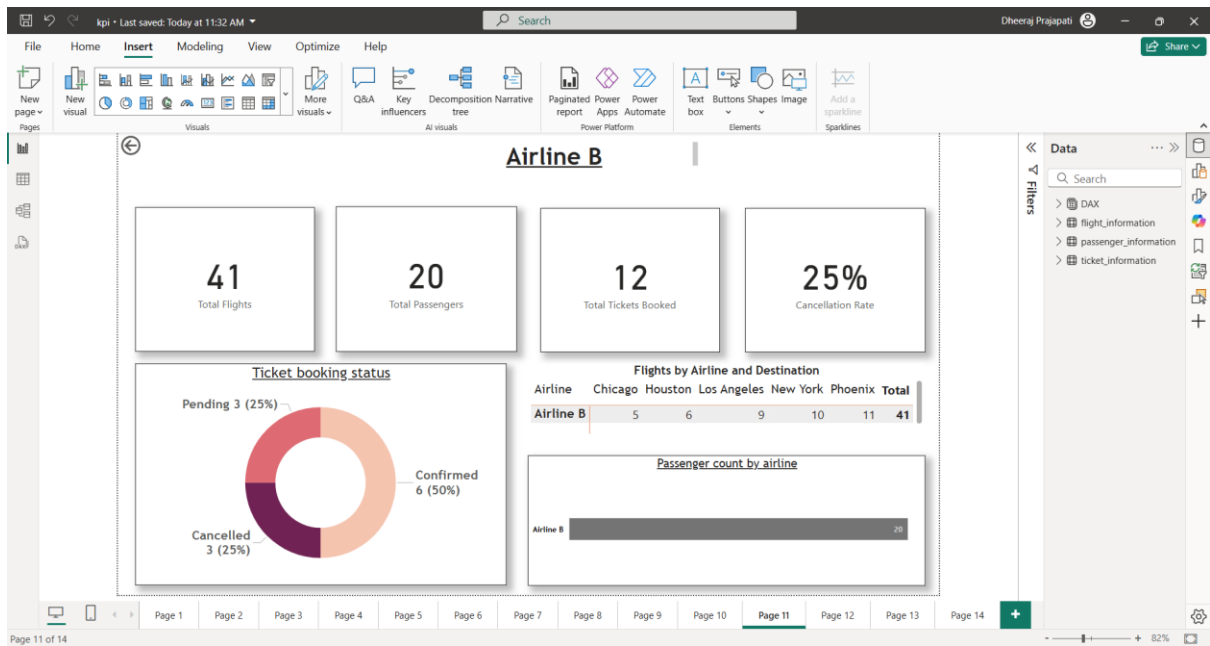 kpi • Last saved: Today at 11:32 AM
Search
Dheeraj Prajapati
File Home Insert Modeling View Optimize Help
Share
New page
New visual
More visuals
Q&A
Key influencers
Decomposition tree
Narrative
Paginated report
Power Apps
Power Automate
Text box
Buttons
Shapes
Image
Add a sparkline
Pages
Visuals
AI visuals
Power Platform
Elements
Sparklines
Airline B
41
Total Flights
20
Total Passengers
12
Total Tickets Booked
25%
Cancellation Rate
Ticket booking status
Pending 3 (25%)
Confirmed
6 (50%)
Cancelled
3 (25%)
Flights by Airline and Destination
Airline Chicago Houston Los Angeles New York Phoenix Total
Airline B 5 6 9 10 11 41
Passenger count by airline
Airline B
20
Filters
Data
Search
DAX
flight_information
passenger_information
ticket_information
Page 1 Page 2 Page 3 Page 4 Page 5 Page 6 Page 7 Page 8 Page 9 Page 10 Page 11 Page 12 Page 13 Page 14
Page 11 of 14
82%